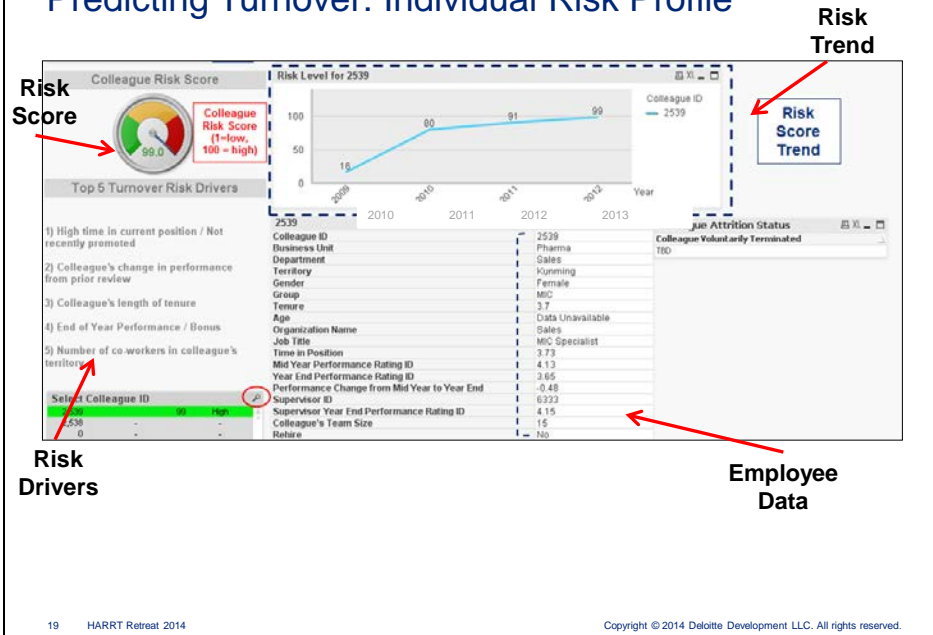 Predicting Turnover: Individual Risk Profile
Risk
Trend
Risk
Score
Colleague Risk Score
Colleague
Risk Score
(1=low,
100 = high)
99.0
Risk Level for 2539
XL
100
50
0
16
80
91
99
2009
2010
2011
2012
Year
2010 2011 2012 2013
Colleague ID
2539
Risk
Score
Trend
Top 5 Turnover Risk Drivers
1) High time in current position / Not
recently promoted
2) Colleague's change in performance
from prior review
3) Colleague's length of tenure
4) End of Year Performance / Bonus
5) Number of co-workers in colleague's
territory
Select Colleague ID
2,539 99 High
2,538 - -
0 - -
2539
Colleague ID 2539
Business Unit Pharma
Department Sales
Territory Kunming
Gender Female
Group MIC
Tenure 3.7
Age Data Unavailable
Organization Name Sales
Job Title MIC Specialist
Time in Position 3.73
Mid Year Performance Rating ID 4.13
Year End Performance Rating ID 3.65
Performance Change from Mid Year to Year End -0.48
Supervisor ID 6333
Supervisor Year End Performance Rating ID 4.15
Colleague's Team Size 15
Rehire No
gue Attrition Status
XL
Colleague Voluntarily Terminated
TBD
Risk
Drivers
Employee
Data
19 HARRT Retreat 2014
Copyright © 2014 Deloitte Development LLC. All rights reserved.